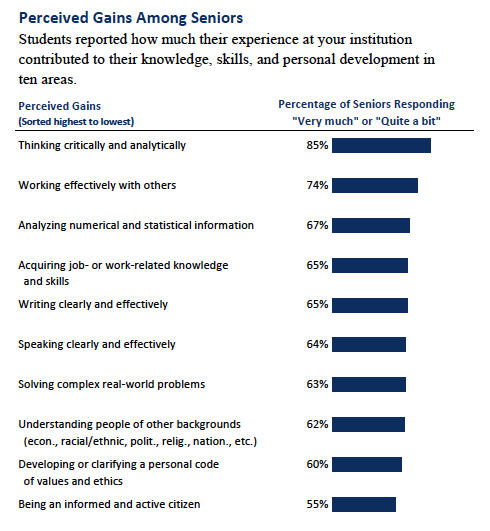 Perceived Gains Among Seniors
Students reported how much their experience at your institution
contributed to their knowledge, skills, and personal development in
ten areas.
Perceived Gains
(Sorted highest to lowest)
Percentage of Seniors Responding
"Very much" or "Quite a bit"
Thinking critically and analytically 85%
Working effectively with others 74%
Analyzing numerical and statistical information 67%
Acquiring job- or work-related knowledge 65%
and skills
Writing clearly and effectively 65%
Speaking clearly and effectively 64%
Solving complex real-world problems 63%
Understanding people of other backgrounds 62%
(econ., racial/ethnic, polit., relig., nation., etc.)
Developing or clarifying a personal code 60%
of values and ethics
Being an informed and active citizen 55%